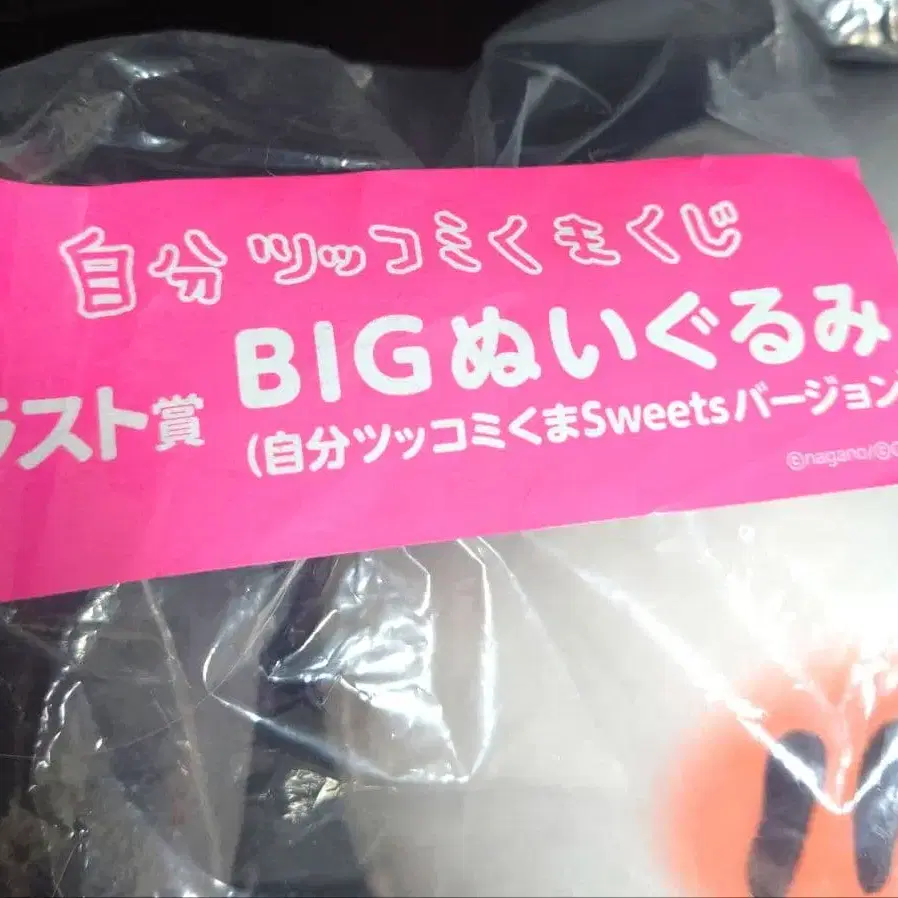 自分ツッコミくまくじ
ラスト賞 BIGぬいぐるみ
(自分ツッコミくまSweetsバージョン)
©nagano/©